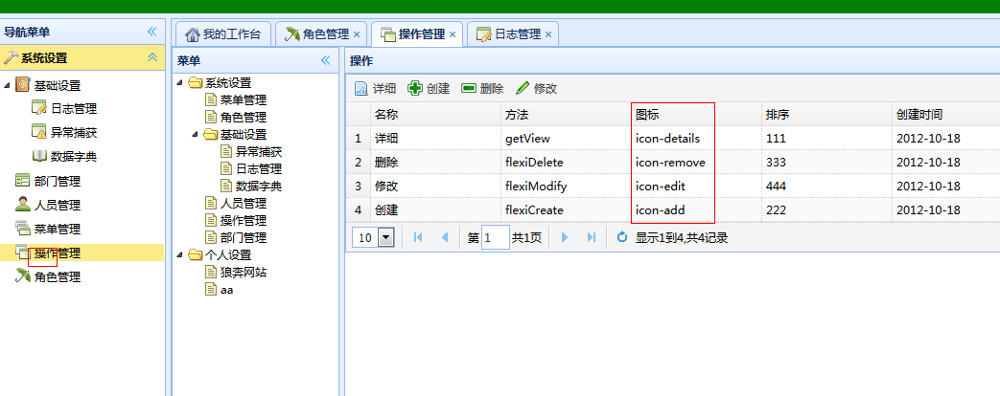 导航菜单
系统设置
基础设置
日志管理
异常捕获
数据字典
部门管理
人员管理
菜单管理
操作管理
角色管理
我的工作台 角色管理 操作管理 日志管理
菜单
系统设置
菜单管理
角色管理
基础设置
异常捕获
日志管理
数据字典
人员管理
操作管理
部门管理
个人设置
狼奔网站
aa
操作
详细 创建 删除 修改
名称 方法 图标 排序 创建时间
1 详细 getView icon-details 111 2012-10-18
2 删除 flexiDelete icon-remove 333 2012-10-18
3 修改 flexiModify icon-edit 444 2012-10-18
4 创建 flexiCreate icon-add 222 2012-10-18
10 第 1 共1页 显示1到4,共4记录